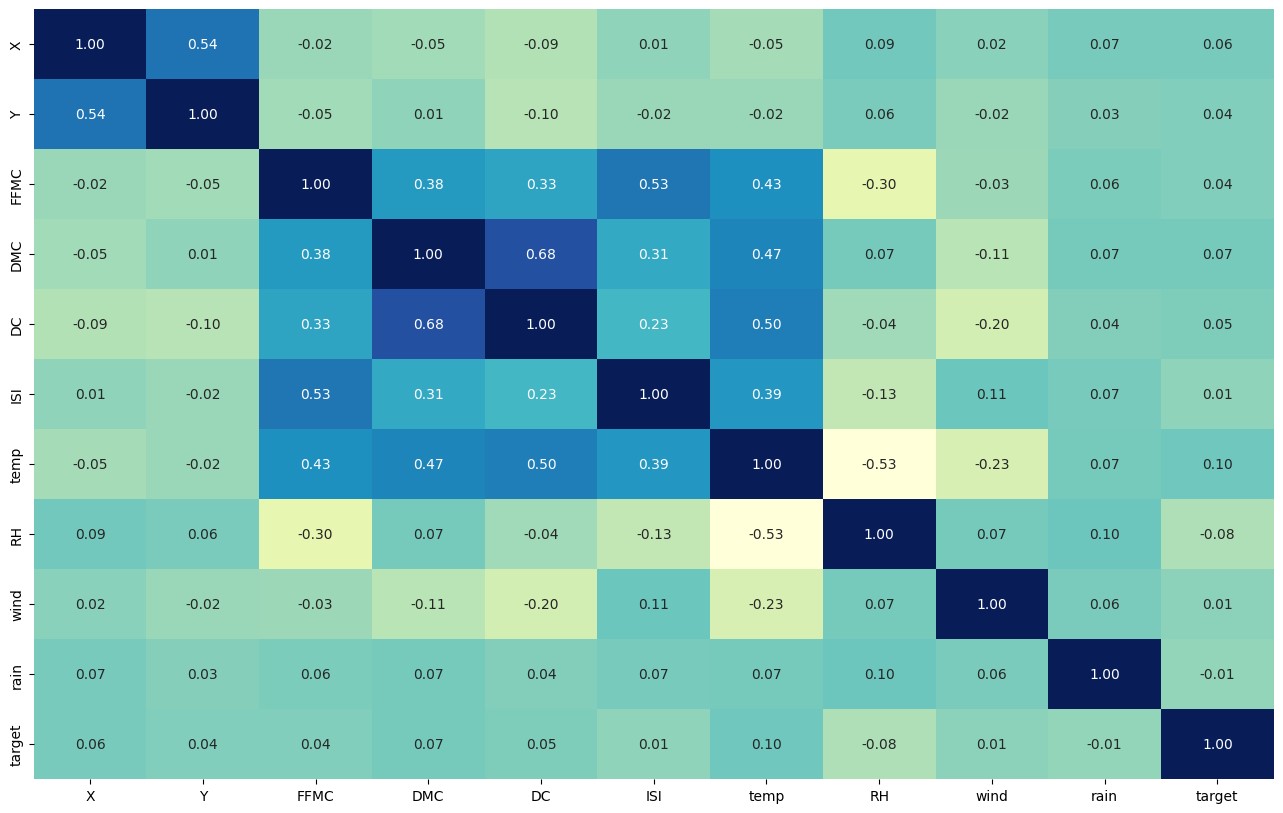 X 1.00 0.54 -0.02 -0.05 -0.09 0.01 -0.05 0.09 0.02 0.07 0.06
Y 0.54 1.00 -0.05 0.01 -0.10 -0.02 -0.02 0.06 -0.02 0.03 0.04
FFMC -0.02 -0.05 1.00 0.38 0.33 0.53 0.43 -0.30 -0.03 0.06 0.04
DMC -0.05 0.01 0.38 1.00 0.68 0.31 0.47 0.07 -0.11 0.07 0.07
DC -0.09 -0.10 0.33 0.68 1.00 0.23 0.50 -0.04 -0.20 0.04 0.05
ISI 0.01 -0.02 0.53 0.31 0.23 1.00 0.39 -0.13 0.11 0.07 0.01
temp -0.05 -0.02 0.43 0.47 0.50 0.39 1.00 -0.53 -0.23 0.07 0.10
RH 0.09 0.06 -0.30 0.07 -0.04 -0.13 -0.53 1.00 0.07 0.10 -0.08
wind 0.02 -0.02 -0.03 -0.11 -0.20 0.11 -0.23 0.07 1.00 0.06 0.01
rain 0.07 0.03 0.06 0.07 0.04 0.07 0.07 0.10 0.06 1.00 -0.01
target 0.06 0.04 0.04 0.07 0.05 0.01 0.10 -0.08 0.01 -0.01 1.00
X Y FFMC DMC DC ISI temp RH wind rain target